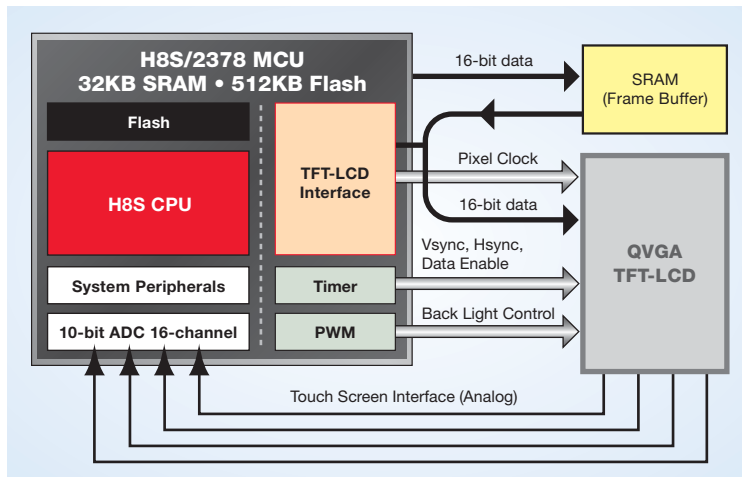 H8S/2378 MCU
32KB SRAM • 512KB Flash
Flash
H8S CPU
System Peripherals
10-bit ADC 16-channel
TFT-LCD
Interface
Timer
PWM
16-bit data
SRAM
(Frame Buffer)
Pixel Clock
16-bit data
Vsync, Hsync,
Data Enable
Back Light Control
QVGA
TFT-LCD
Touch Screen Interface (Analog)